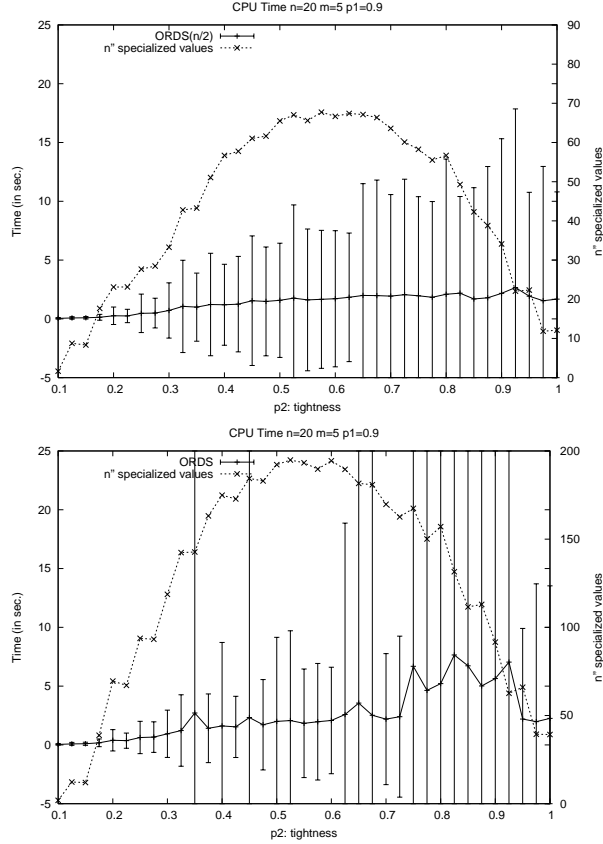 CPU Time n=20 m=5 p1=0.9
25
20
15
10
5
0
-5
Time (in sec.)
ORDS(n/2)
n" specialized values
90
80
70
60
50
40
30
20
10
0
n" specialized values
0.1 0.2 0.3 0.4 0.5 0.6 0.7 0.8 0.9 1
p2: tightness
CPU Time n=20 m=5 p1=0.9
25
20
15
10
5
0
-5
Time (in sec.)
ORDS
n" specialized values
200
150
100
50
0
n" specialized values
0.1 0.2 0.3 0.4 0.5 0.6 0.7 0.8 0.9 1
p2: tightness